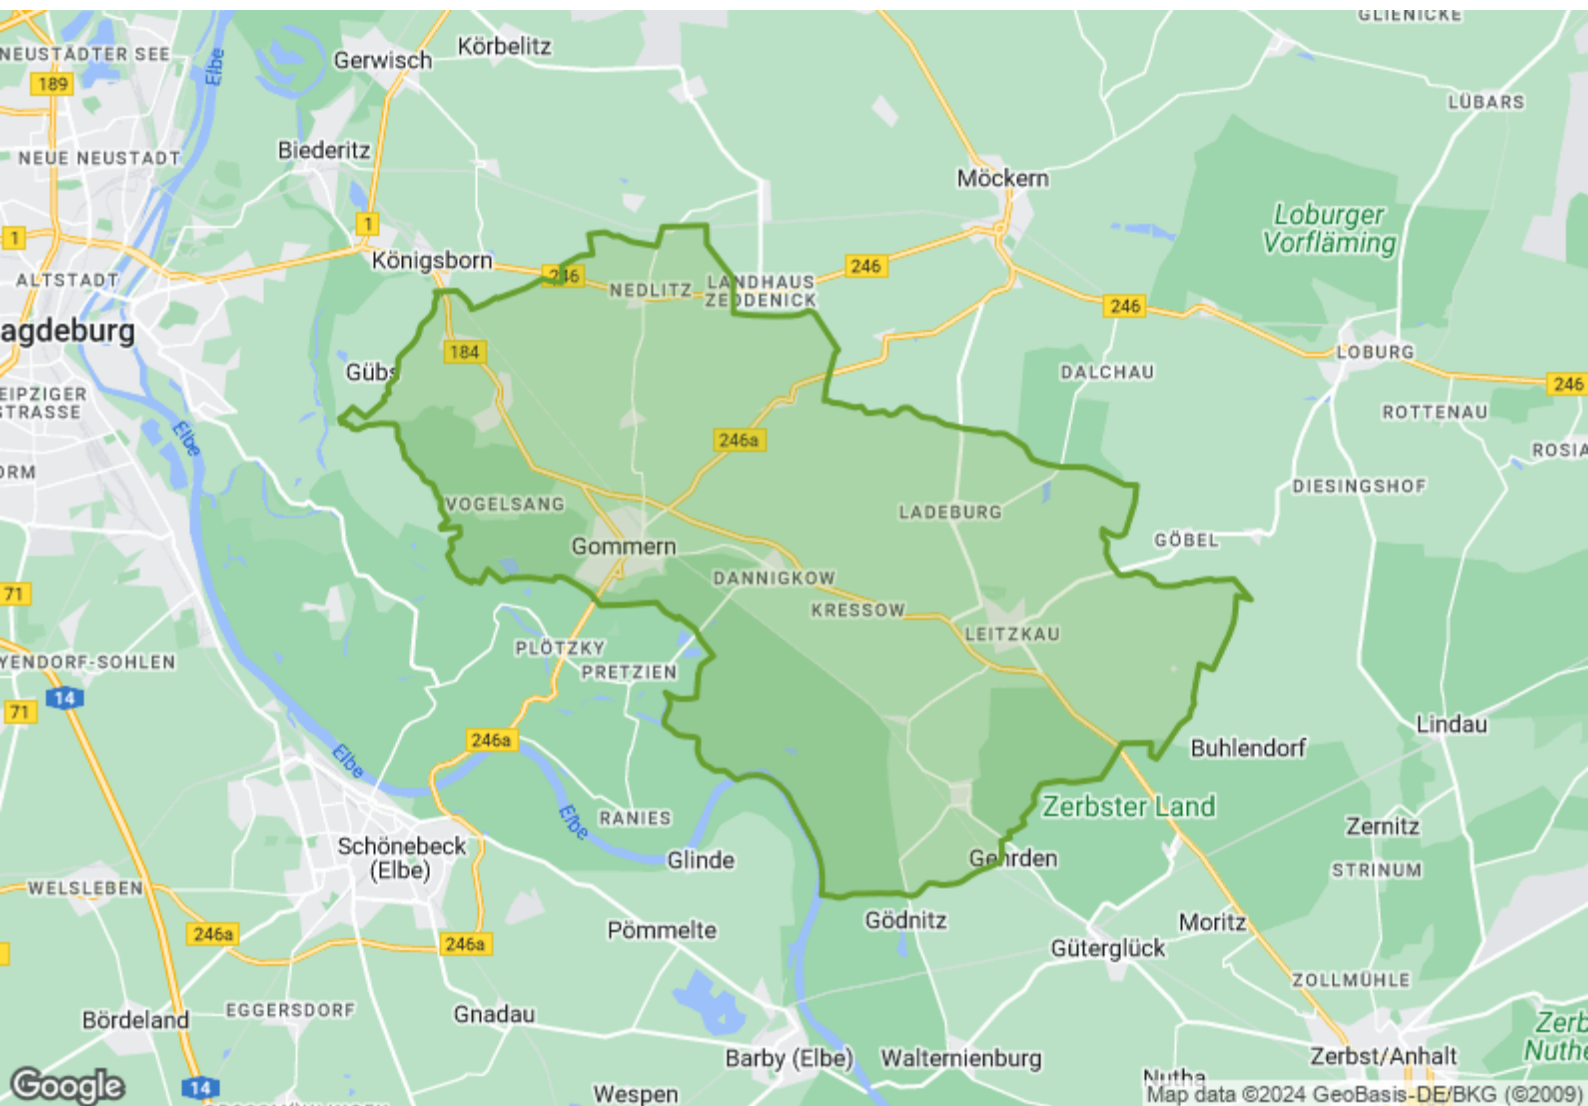 GLIENICKE
NEUSTÄDTER SEE
Elbe
Gerwisch
Körbelitz
189
LÜBARS
Biederitz
NEUE NEUSTADT
Möckern
1
1
Loburger
Vorfläming
Königsborn
246
246
ALTSTADT
NEDLITZ
LANDHAUS
ZEDDENICK
246
agdeburg
184
LOBURG
Gübs
DALCHAU
246
EIPZIGER
STRASSE
ROTTENAU
Elbe
246a
ROSIA
ORM
DIESINGSHOF
VOGELSANG
LADEBURG
GÖBEL
Gommern
DANNIGKOW
71
KRESSOW
LEITZKAU
PLÖTZKY
YENDORF-SOHLEN
PRETZIEN
14
71
Lindau
246a
Buhlendorf
Elbe
Zerbster Land
Elbe
RANIES
Zernitz
Schönebeck
(Elbe)
Glinde
Gehrden
STRINUM
WELSLEBEN
Gödnitz
Moritz
246a
Pömmelte
246a
Güterglück
ZOLLMÜHLE
EGGERSDORF
Gnadau
Bördeland
Zerb
Nuthe
Barby (Elbe)
Walternienburg
Zerbst/Anhalt
Google
14
Nutha
Wespen
Map data ©2024 GeoBasis-DE/BKG (©2009)